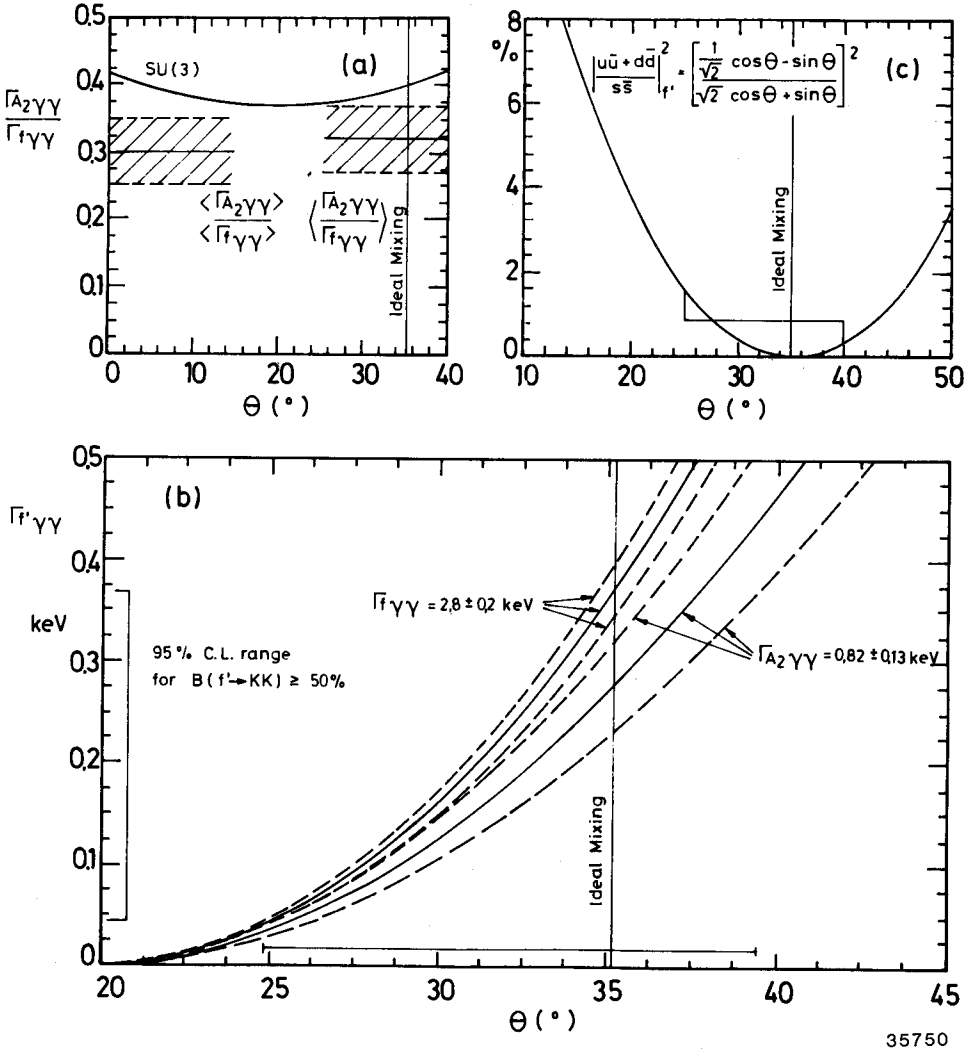 0,5
0,4
0,3
0,2
0,1
0
ΓA₂γγ
Γfγγ
SU(3)
(a)
<ΓA₂γγ>
<Γfγγ>
⟨ΓA₂γγ
Γfγγ⟩
Ideal Mixing
0 10 20 30 40
Θ (°)
8
%
6
4
2
0
|uū + dd̄ / ss̄|²f' = [1/√2 cosΘ - sinΘ / √2 cosΘ + sinΘ]²
(c)
Ideal Mixing
10 20 30 40 50
Θ (°)
0,5
0,4
0,3
0,2
0,1
0
Γf'γγ
keV
(b)
Γfγγ = 2,8 ± 0,2 keV
ΓA₂γγ = 0,82 ± 0,13 keV
95% C.L. range
for B(f'→KK) ≥ 50%
Ideal Mixing
20 25 30 35 40 45
Θ (°)
35750